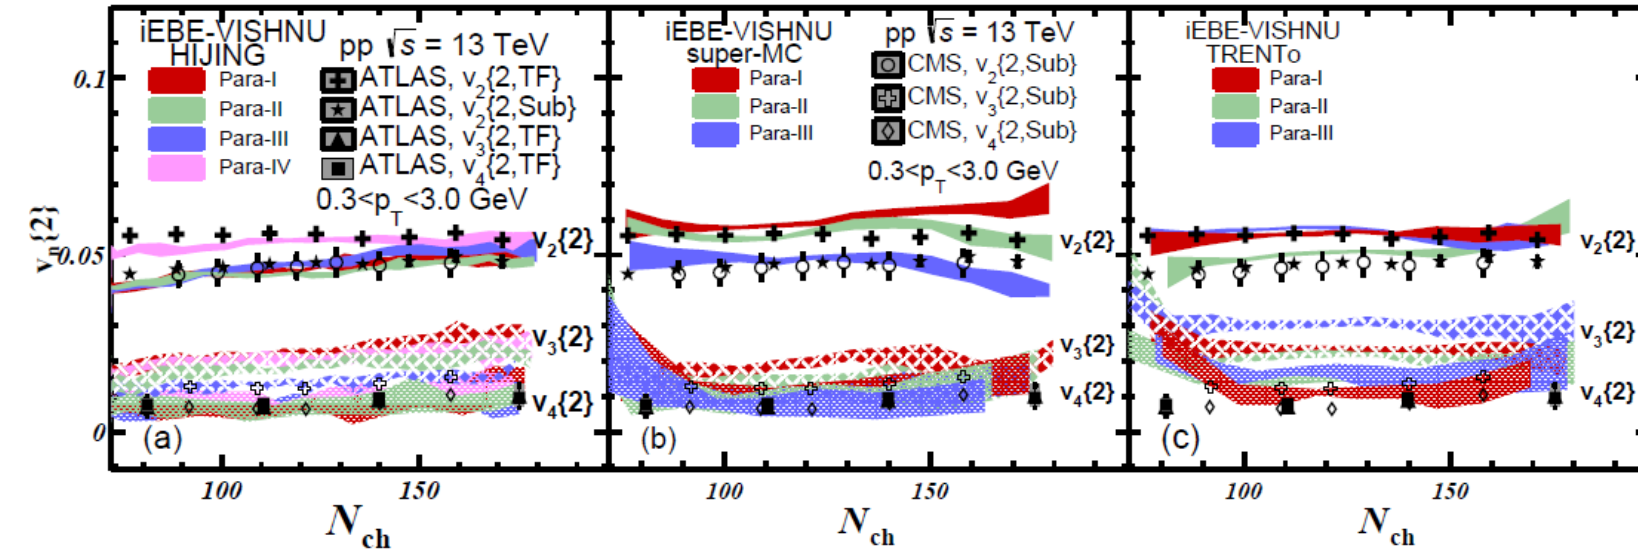 iEBE-VISHNU
HIJING
pp √s = 13 TeV
Para-I
Para-II
Para-III
Para-IV
ATLAS, v2{2,TF}
ATLAS, v2{2,Sub}
ATLAS, v3{2,TF}
ATLAS, v4{2,TF}
0.3<pT<3.0 GeV
v2{2}
v3{2}
v4{2}
(a)
iEBE-VISHNU
super-MC
pp √s = 13 TeV
Para-I
Para-II
Para-III
CMS, v2{2,Sub}
CMS, v3{2,Sub}
CMS, v4{2,Sub}
0.3<pT<3.0 GeV
v2{2}
v3{2}
v4{2}
(b)
iEBE-VISHNU
TRENTo
Para-I
Para-II
Para-III
v2{2}
v3{2}
v4{2}
(c)
vn{2}
0.1
0.05
0
100 150
100 150
100 150
Nch
Nch
Nch